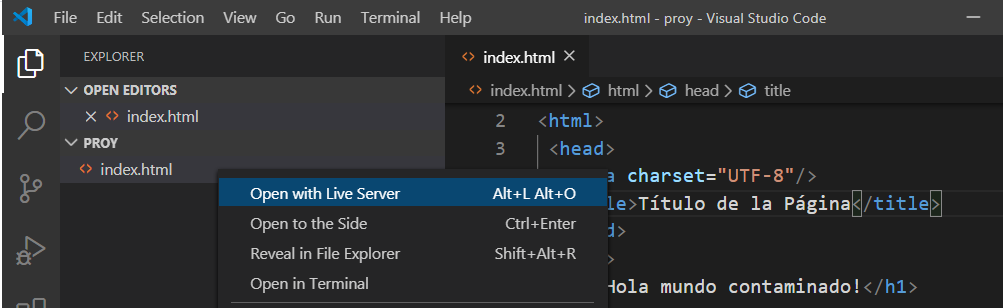 File Edit Selection View Go Run Terminal Help index.html - proy - Visual Studio Code
EXPLORER
OPEN EDITORS
index.html
PROY
index.html
Open with Live Server Alt+L Alt+O
Open to the Side Ctrl+Enter
Reveal in File Explorer Shift+Alt+R
Open in Terminal
<> index.html
<> index.html > html > head > title
2 <html>
3 <head>
a charset="UTF-8"/>
le>Título de la Página</title>
d>
>
Hola mundo contaminado!</h1>